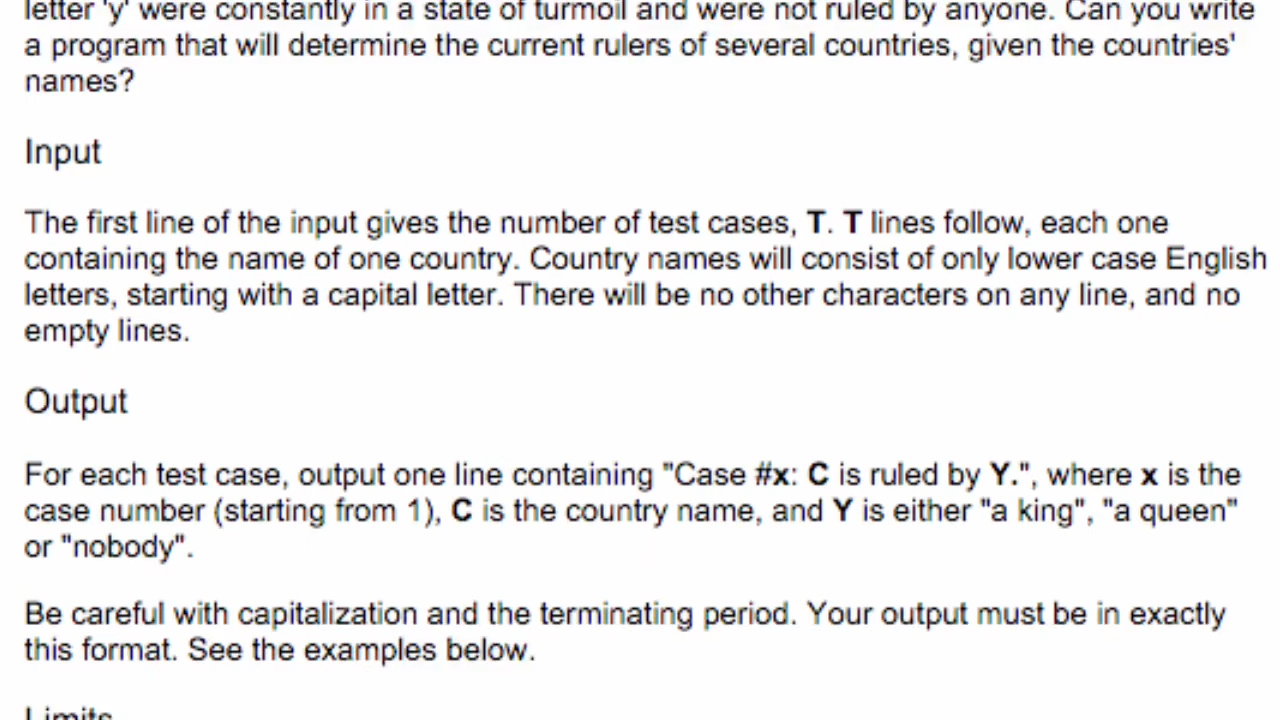 letter 'y' were constantly in a state of turmoil and were not ruled by anyone. Can you write
a program that will determine the current rulers of several countries, given the countries'
names?
Input
The first line of the input gives the number of test cases, T. T lines follow, each one
containing the name of one country. Country names will consist of only lower case English
letters, starting with a capital letter. There will be no other characters on any line, and no
empty lines.
Output
For each test case, output one line containing "Case #x: C is ruled by Y.", where x is the
case number (starting from 1), C is the country name, and Y is either "a king", "a queen"
or "nobody".
Be careful with capitalization and the terminating period. Your output must be in exactly
this format. See the examples below.
Limits